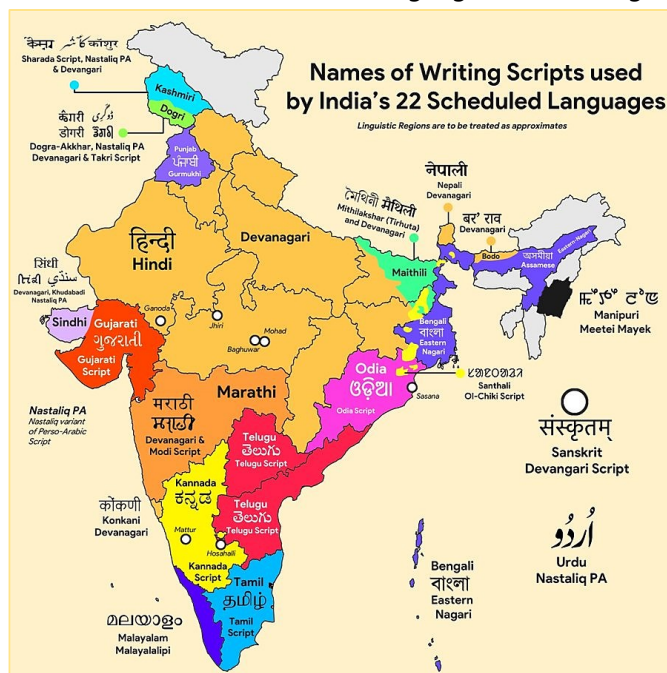 Names of Writing Scripts used
by India's 22 Scheduled Languages
Linguistic Regions are to be treated as approximates
कॉशुर
Sharada Script, Nastaliq PA
& Devangari
Kashmiri
Dogri
डोगरी
Dogra-Akkhar, Nastaliq PA
Devanagari & Takri Script
Punjab
ਪੰਜਾਬੀ
Gurmukhi
हिन्दी
Hindi
Devanagari
मैथिली
Mithilakshar (Tirhuta)
and Devanagari
Maithili
नेपाली
Nepali
Devanagari
बर' राव
Devanagari
Bodo
অসমীয়া
Assamese
Eastern-Nagari
ꯃꯤꯇꯩ ꯂꯣꯟ
Manipuri
Meetei Mayek
सिंधी
سنڌي
Devanagari, Khudabadi
Nastaliq PA
Sindhi
Gujarati
ગુજરાતી
Gujarati
Script
Ganoda
Jhiri
Mohad
Baghuwar
Bengali
বাংলা
Eastern
Nagari
Odia
ଓଡ଼ିଆ
Odia Script
Sasana
Santhali
Ol-Chiki Script
Nastaliq PA
Nastaliq variant
of Perso-Arabic
Script
Marathi
मराठी
Devanagari &
Modi Script
Telugu
తెలుగు
Telugu Script
Telugu
తెలుగు
Telugu Script
Kannada
ಕನ್ನಡ
Mattur
Hosahalli
Kannada
Script
कोंकणी
Konkani
Devanagari
Tamil
தமிழ்
Tamil
Script
മലയാളം
Malayalam
Malayalalipi
Bengali
বাংলা
Eastern
Nagari
संस्कृतम्
Sanskrit
Devangari Script
اُردُو
Urdu
Nastaliq PA